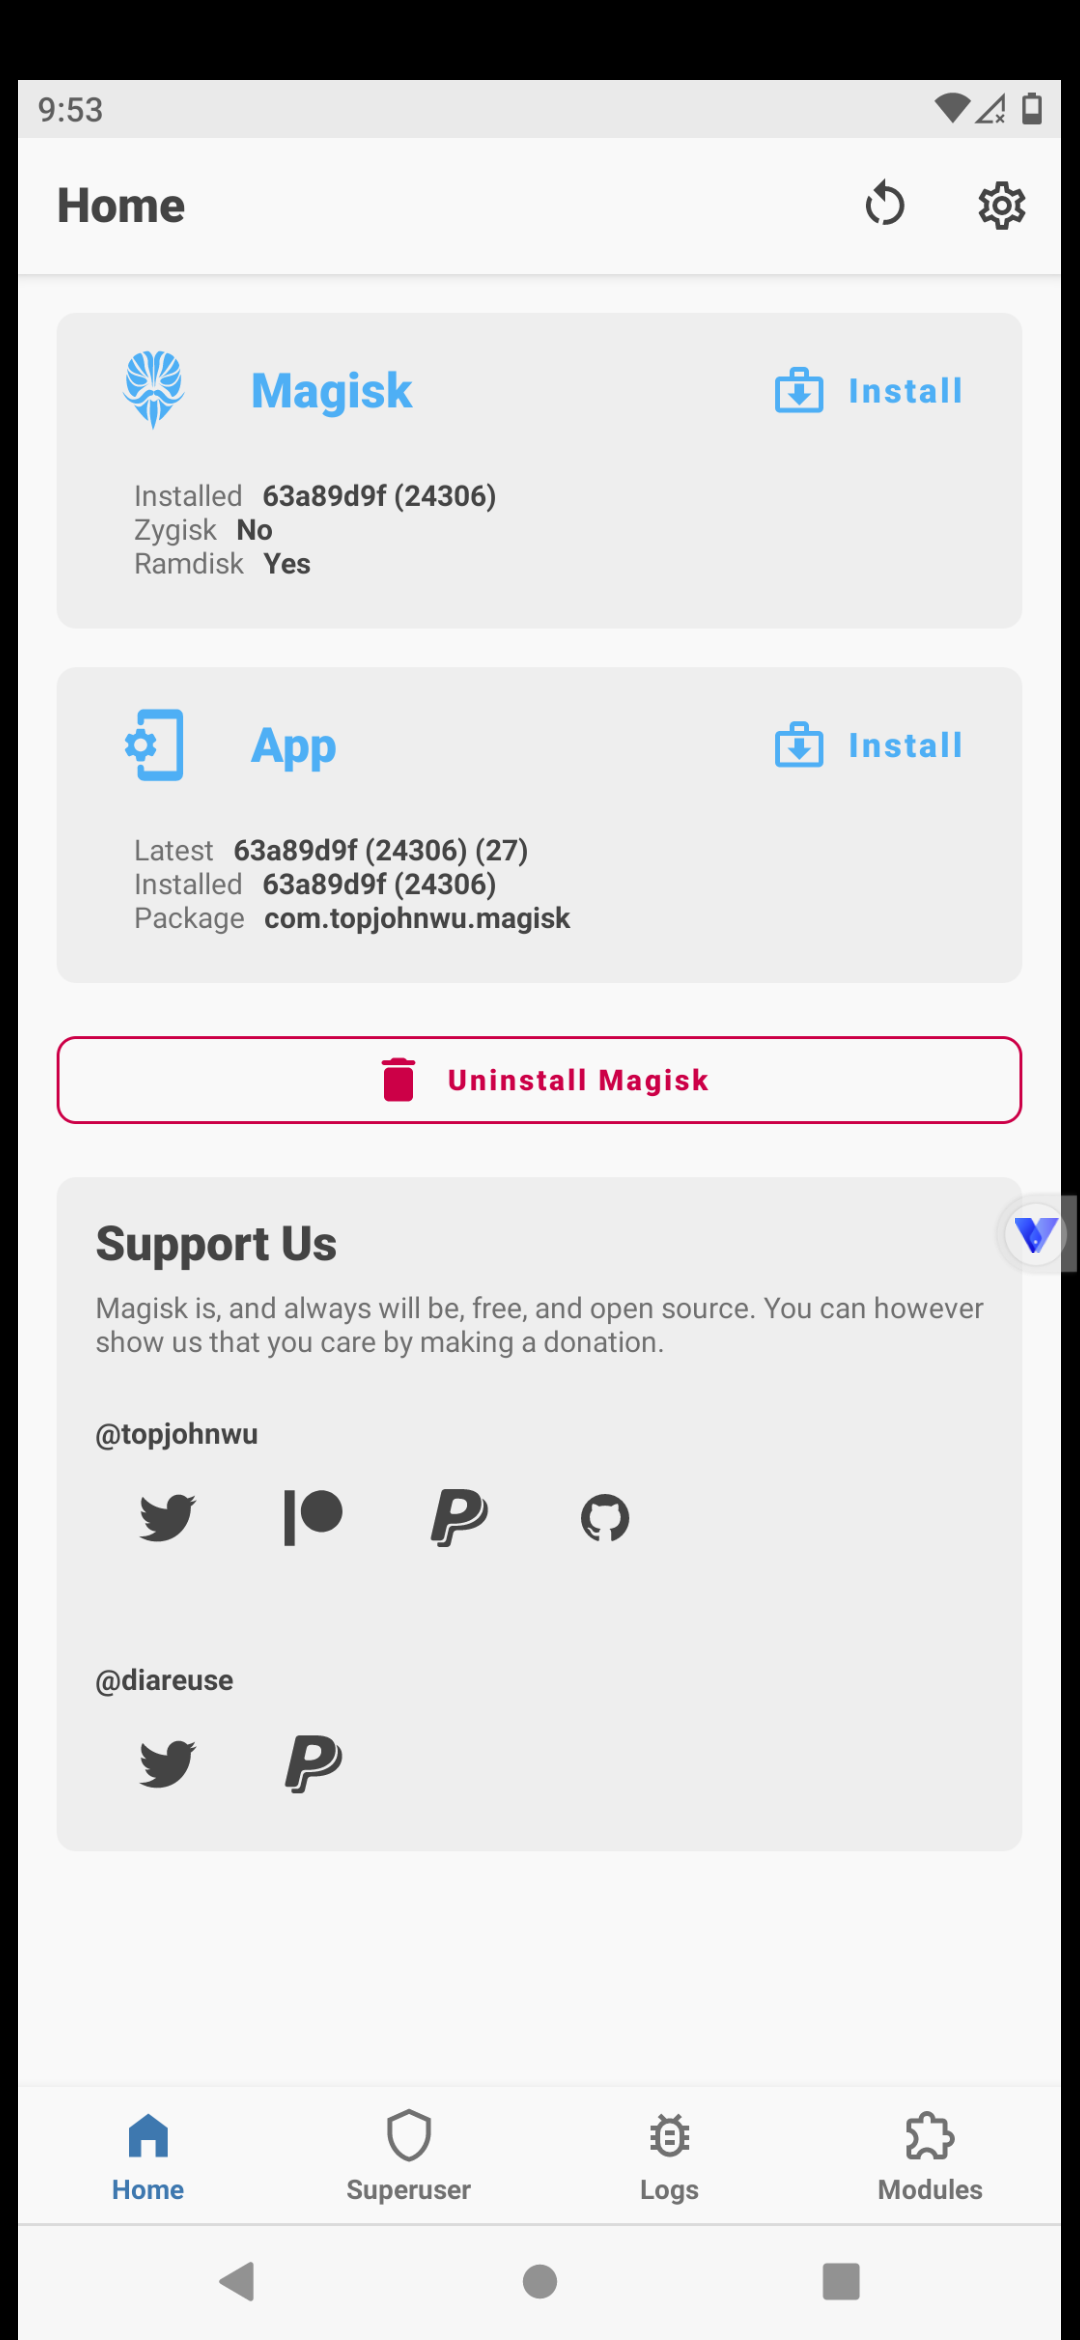 9:53
Home
Magisk
Install
Installed 63a89d9f (24306)
Zygisk No
Ramdisk Yes
App
Install
Latest 63a89d9f (24306) (27)
Installed 63a89d9f (24306)
Package com.topjohnwu.magisk
Uninstall Magisk
Support Us
Magisk is, and always will be, free, and open source. You can however
show us that you care by making a donation.
@topjohnwu
@diareuse
Home Superuser Logs Modules